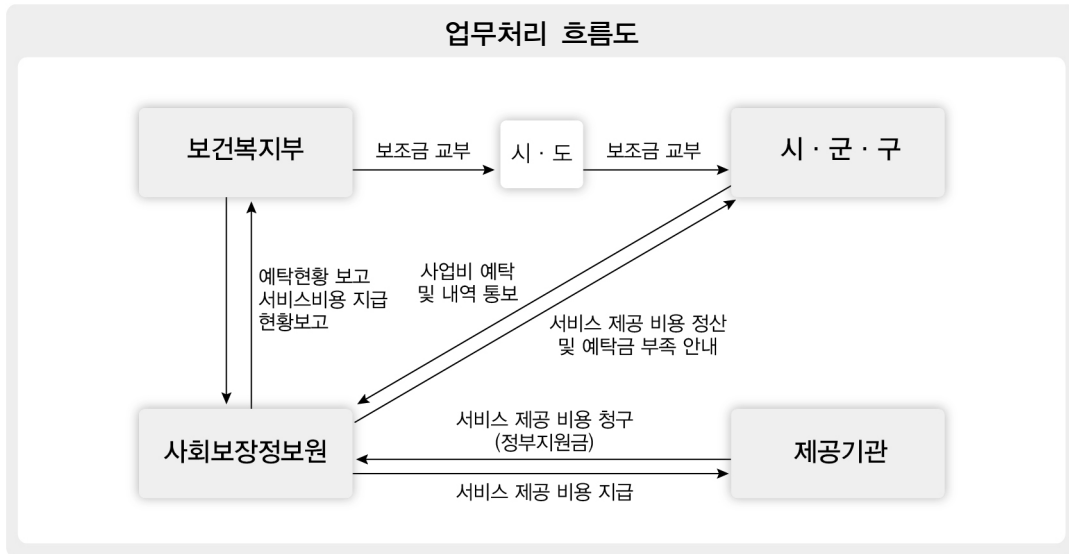 업무처리 흐름도
보건복지부
보조금 교부
시 · 도
보조금 교부
시 · 군 · 구
예탁현황 보고
서비스비용 지급
현황보고
사업비 예탁
및 내역 통보
서비스 제공 비용 정산
및 예탁금 부족 안내
사회보장정보원
서비스 제공 비용 청구
(정부지원금)
서비스 제공 비용 지급
제공기관